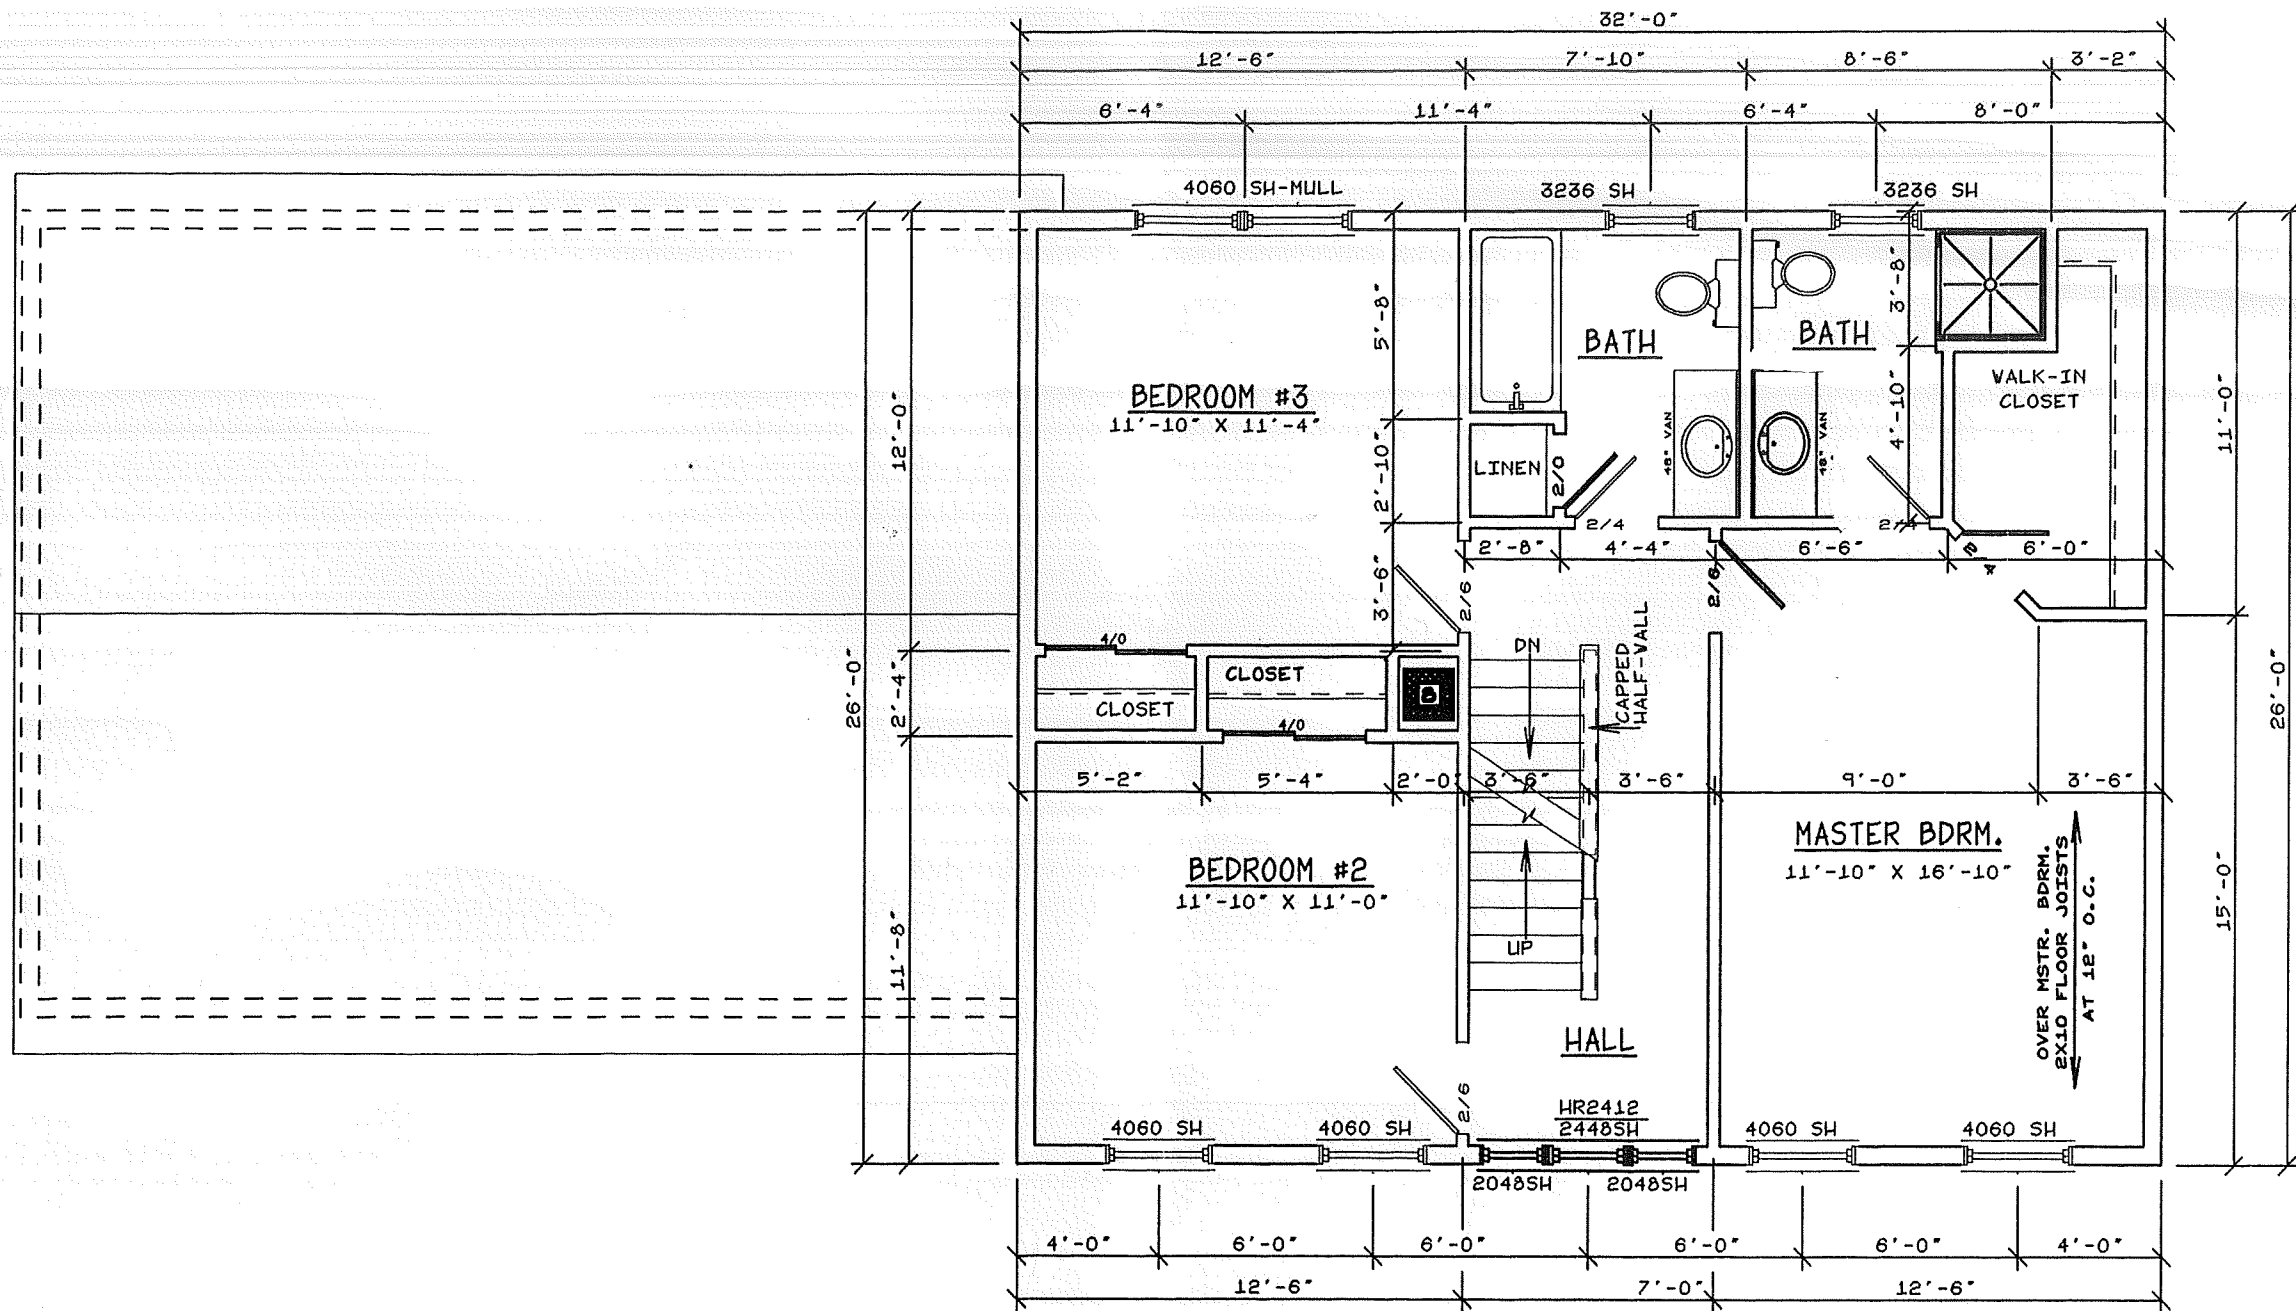 32'-0"
12'-6" 7'-10" 8'-6" 3'-2"
6'-4" 11'-4" 6'-4" 8'-0"
4060 SH-MULL 3236 SH 3236 SH
5'-8"
3'-8"
BATH
BATH
WALK-IN
CLOSET
BEDROOM #3
11'-10" X 11'-4"
12'-0"
11'-0"
48" VAN
48" VAN
4'-10"
2'-10"
LINEN
2/0
2/4
2/4
2'-8" 4'-4" 6'-6" 6'-0"
3'-6"
2/6
2/6
4/0
DN
CAPPED
HALF-WALL
CLOSET
B
CLOSET
4/0
26'-0"
2'-4"
26'-0"
5'-2" 5'-4" 2'-0" 3'-6" 3'-6" 9'-0" 3'-6"
MASTER BDRM.
11'-10" X 16'-10"
BEDROOM #2
11'-10" X 11'-0"
OVER MSTR. BDRM.
2X10 FLOOR JOISTS
AT 12" O.C.
15'-0"
11'-8"
UP
HALL
2/6
HR2412
2448SH
4060 SH 4060 SH 4060 SH 4060 SH
2048SH 2048SH
4'-0" 6'-0" 6'-0" 6'-0" 6'-0" 4'-0"
12'-6" 7'-0" 12'-6"